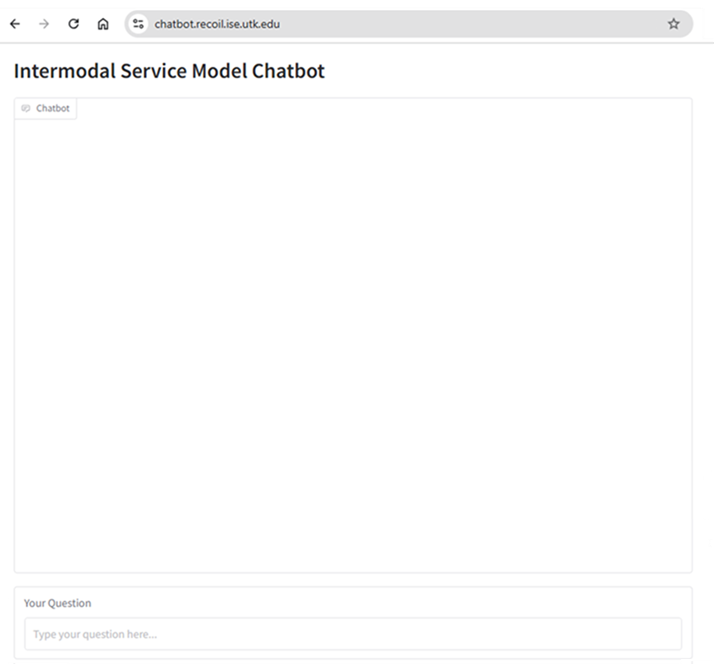 chatbot.recoil.ise.utk.edu
Intermodal Service Model Chatbot
Chatbot
Your Question
Type your question here...